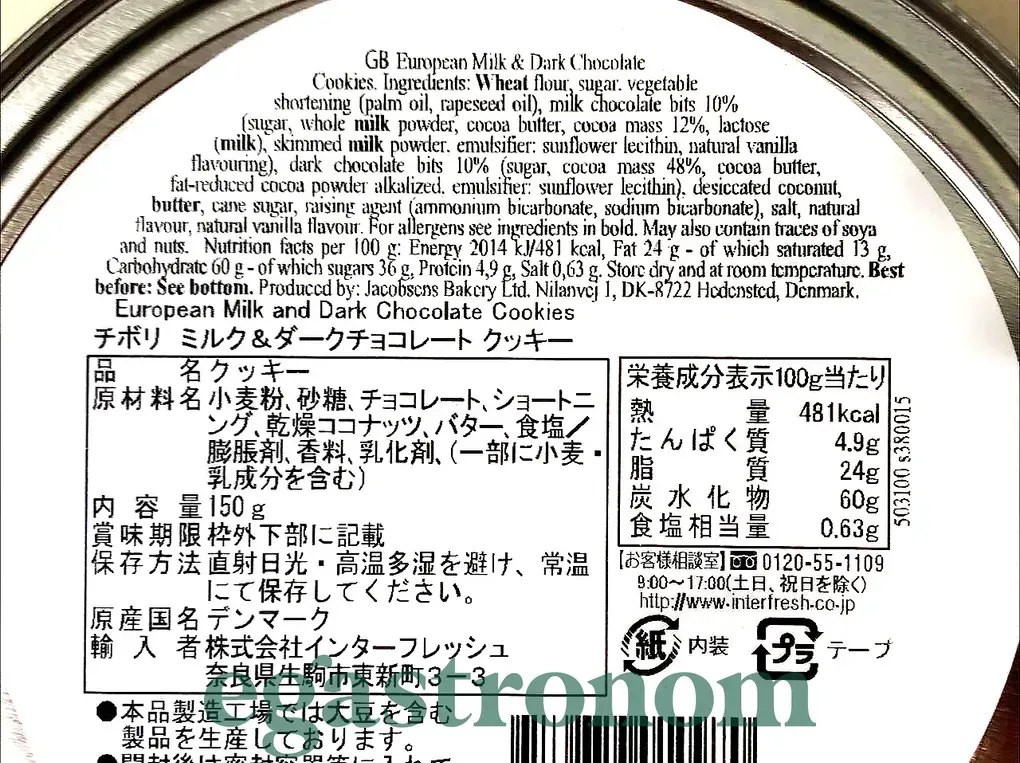 GB European Milk & Dark Chocolate
Cookies. Ingredients: Wheat flour, sugar. vegetable
shortening (palm oil, rapeseed oil), milk chocolate bits 10%
(sugar, whole milk powder, cocoa butter, cocoa mass 12%, lactose
(milk), skimmed milk powder. emulsifier: sunflower lecithin, natural vanilla
flavouring), dark chocolate bits 10% (sugar, cocoa mass 48%, cocoa butter,
fat-reduced cocoa powder alkalized. emulsifier: sunflower lecithin), desiccated coconut,
butter, cane sugar, raising agent (ammonium bicarbonate, sodium bicarbonate), salt, natural
flavour, natural vanilla flavour. For allergens see ingredients in bold. May also contain traces of soya
and nuts. Nutrition facts per 100 g: Energy 2014 kJ/481 kcal, Fat 24 g - of which saturated 13 g,
Carbohydrate 60 g - of which sugars 36 g, Protein 4,9 g, Salt 0,63 g. Store dry and at room temperature. Best
before: See bottom. Produced by: Jacobsens Bakery Ltd. Nilanvej 1, DK-8722 Hedensted, Denmark.
European Milk and Dark Chocolate Cookies
チボリ ミルク&ダークチョコレート クッキー
品名 クッキー
原材料名 小麦粉、砂糖、チョコレート、ショートニ
ング、乾燥ココナッツ、バター、食塩/
膨脹剤、香料、乳化剤、(一部に小麦・
乳成分を含む)
内容量 150g
賞味期限 枠外下部に記載
保存方法 直射日光・高温多湿を避け、常温
にて保存してください。
原産国名 デンマーク
輸入者 株式会社インターフレッシュ
奈良県生駒市東新町3-3
栄養成分表示100g当たり
熱量 481kcal
たんぱく質 4.9g
脂質 24g
炭水化物 60g
食塩相当量 0.63g
503100 s380015
【お客様相談室】 0120-55-1109
9:00~17:00(土日、祝日を除く)
http://www.interfresh.co.jp
紙 内装 プラ テープ
egastronom
●本品製造工場では大豆を含む
製品を生産しております。
●開封後は密封容器等に入れて